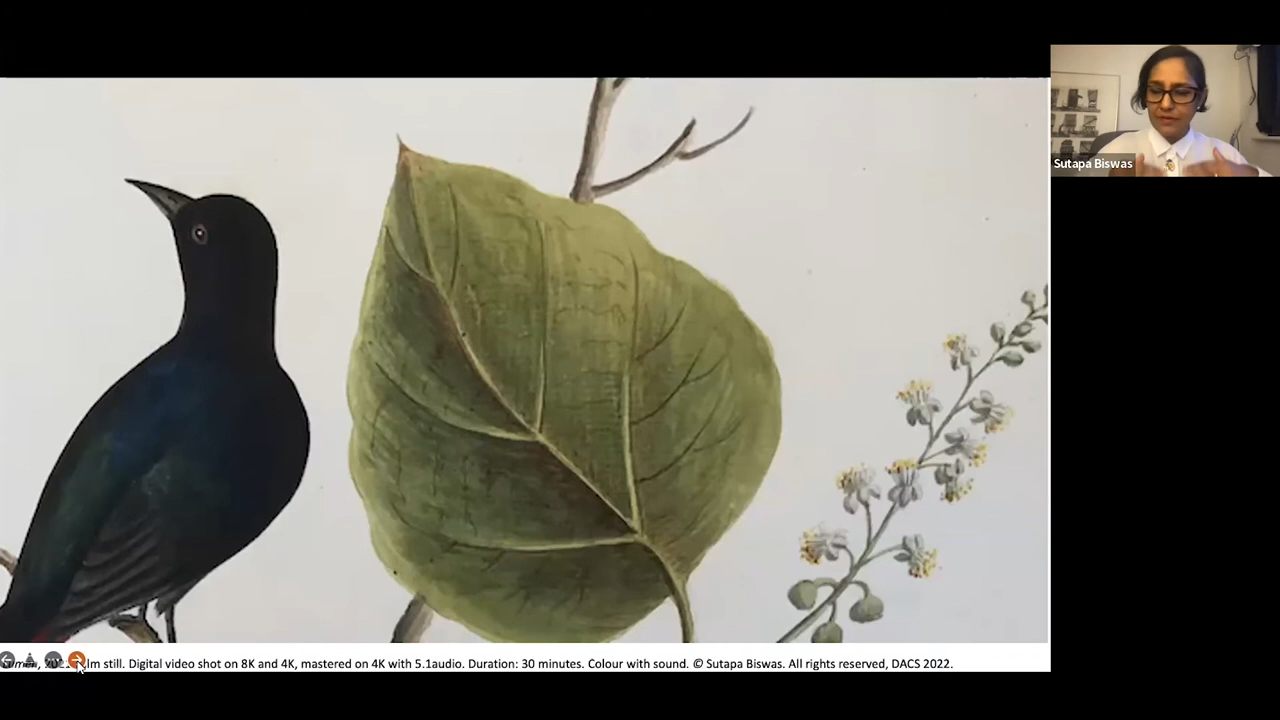 Sutapa Biswas
film still. Digital video shot on 8K and 4K, mastered on 4K with 5.1audio. Duration: 30 minutes. Colour with sound. © Sutapa Biswas. All rights reserved, DACS 2022.